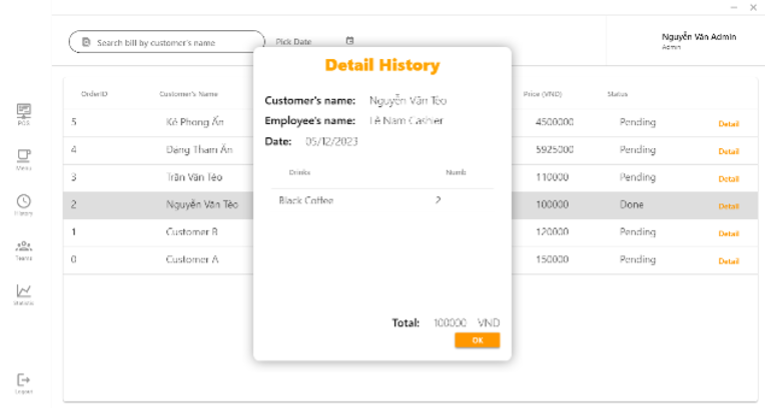 Search bill by customer's name
Pick Date
Nguyễn Văn Admin
Admin
Detail History
Customer's name: Nguyễn Văn Tèo
Employee's name: Lê Nam Cashier
Date: 05/12/2023
Drinks Numb
Black Coffee 2
Total: 100000 VND
OK
OrderID Customer's Name Price (VND) Status
5 Kẻ Phong Ấn 4500000 Pending Detail
4 Đang Tham Ăn 5925000 Pending Detail
3 Trần Văn Tèo 110000 Pending Detail
2 Nguyễn Văn Tèo 100000 Done Detail
1 Customer B 120000 Pending Detail
0 Customer A 150000 Pending Detail
POS
Menu
History
Teams
Statistic
Logout